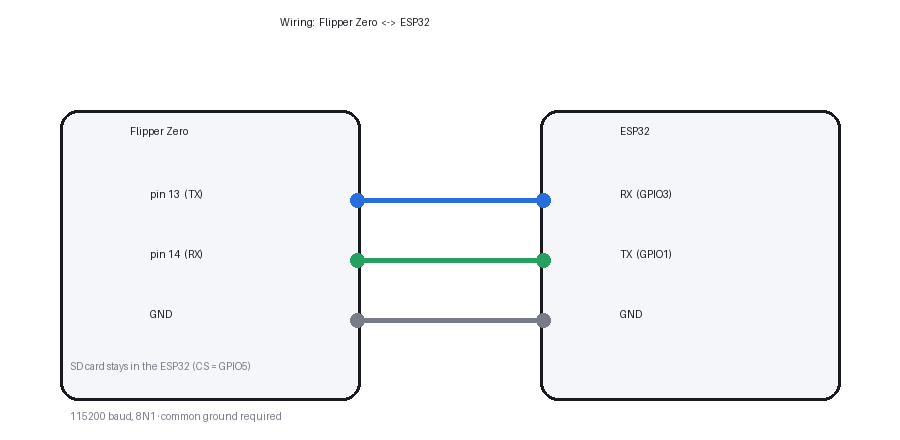 Wiring: Flipper Zero <-> ESP32
Flipper Zero
ESP32
pin 13 (TX)
RX (GPIO3)
pin 14 (RX)
TX (GPIO1)
GND
GND
SD card stays in the ESP32 (CS = GPIO5)
115200 baud, 8N1 · common ground required